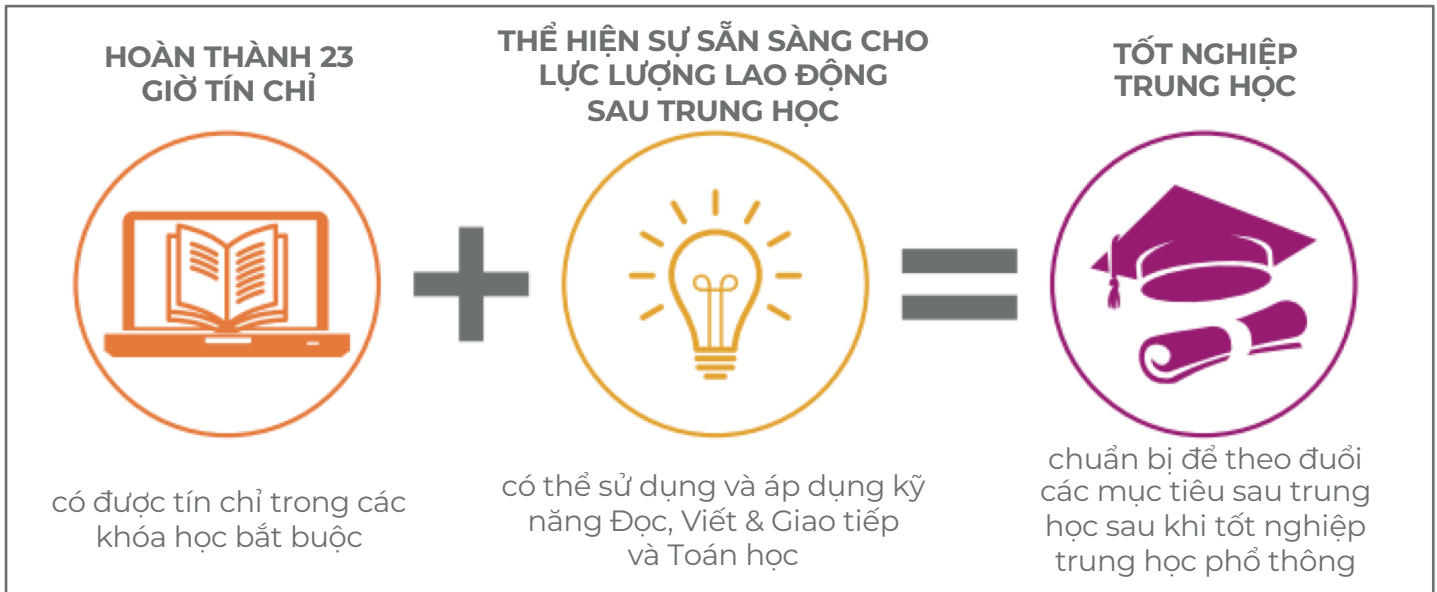 HOÀN THÀNH 23
GIỜ TÍN CHỈ
THỂ HIỆN SỰ SẴN SÀNG CHO
LỰC LƯỢNG LAO ĐỘNG
SAU TRUNG HỌC
TỐT NGHIỆP
TRUNG HỌC
có được tín chỉ trong các
khóa học bắt buộc
có thể sử dụng và áp dụng kỹ
năng Đọc, Viết & Giao tiếp
và Toán học
chuẩn bị để theo đuổi
các mục tiêu sau trung
học sau khi tốt nghiệp
trung học phổ thông